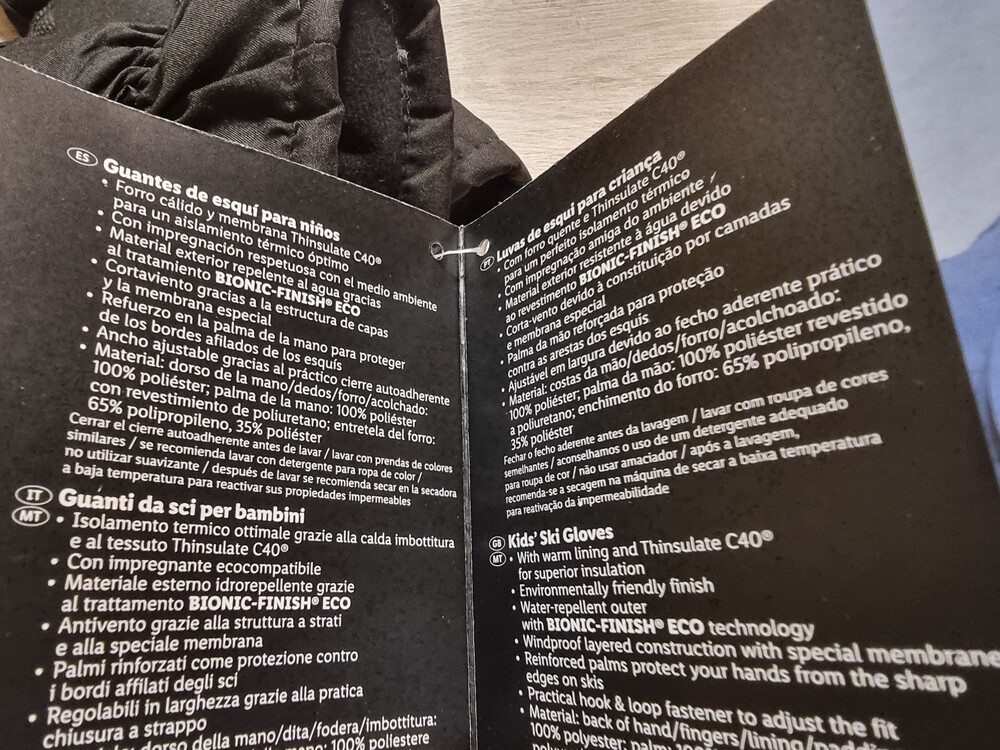 ES Guantes de esquí para niños
• Forro cálido y membrana Thinsulate C40®
para un aislamiento térmico óptimo
• Con impregnación respetuosa con el medio ambiente
• Material exterior repelente al agua gracias
al tratamiento BIONIC-FINISH® ECO
• Cortaviento gracias a la estructura de capas
y la membrana especial
• Refuerzo en la palma de la mano para proteger
de los bordes afilados de los esquís
• Ancho ajustable gracias al práctico cierre autoadherente
• Material: dorso de la mano/dedos/forro/acolchado:
100% poliéster; palma de la mano: 100% poliéster
con revestimiento de poliuretano; entretela del forro:
65% polipropileno, 35% poliéster
Cerrar el cierre autoadherente antes de lavar / lavar con prendas de colores
similares / se recomienda lavar con detergente para ropa de color /
no utilizar suavizante / después de lavar se recomienda secar en la secadora
a baja temperatura para reactivar sus propiedades impermeables
IT MT Guanti da sci per bambini
• Isolamento termico ottimale grazie alla calda imbottitura
e al tessuto Thinsulate C40®
• Con impregnante ecocompatibile
• Materiale esterno idrorepellente grazie
al trattamento BIONIC-FINISH® ECO
• Antivento grazie alla struttura a strati
e alla speciale membrana
• Palmi rinforzati come protezione contro
i bordi affilati degli sci
• Regolabili in larghezza grazie alla pratica
chiusura a strappo
dorso della mano/dita/fodera/imbottitura:
mano: 100% poliestere
PT Luvas de esqui para criança
• Com forro quente e Thinsulate C40®
para um perfeito isolamento térmico
• Com impregnação amiga do ambiente
• Material exterior resistente à água devido
ao revestimento BIONIC-FINISH® ECO
• Corta-vento devido à constituição por camadas
e membrana especial
• Palma da mão reforçada para proteção
contra as arestas dos esquis
• Ajustável em largura devido ao fecho aderente prático
• Material: costas da mão/dedos/forro/acolchoado:
100% poliéster; palma da mão: 100% poliéster revestido
a poliuretano; enchimento do forro: 65% polipropileno,
35% poliéster
Fechar o fecho aderente antes da lavagem / lavar com roupa de cores
semelhantes / aconselhamos o uso de um detergente adequado
para roupa de cor / não usar amaciador / após a lavagem,
recomenda-se a secagem na máquina de secar a baixa temperatura
para reativação da impermeabilidade
GB MT Kids' Ski Gloves
• With warm lining and Thinsulate C40®
for superior insulation
• Environmentally friendly finish
• Water-repellent outer
with BIONIC-FINISH® ECO technology
• Windproof layered construction with special membrane
• Reinforced palms protect your hands from the sharp
edges on skis
• Practical hook & loop fastener to adjust the fit
• Material: back of hand/fingers/lining/
100% polyester; palm: